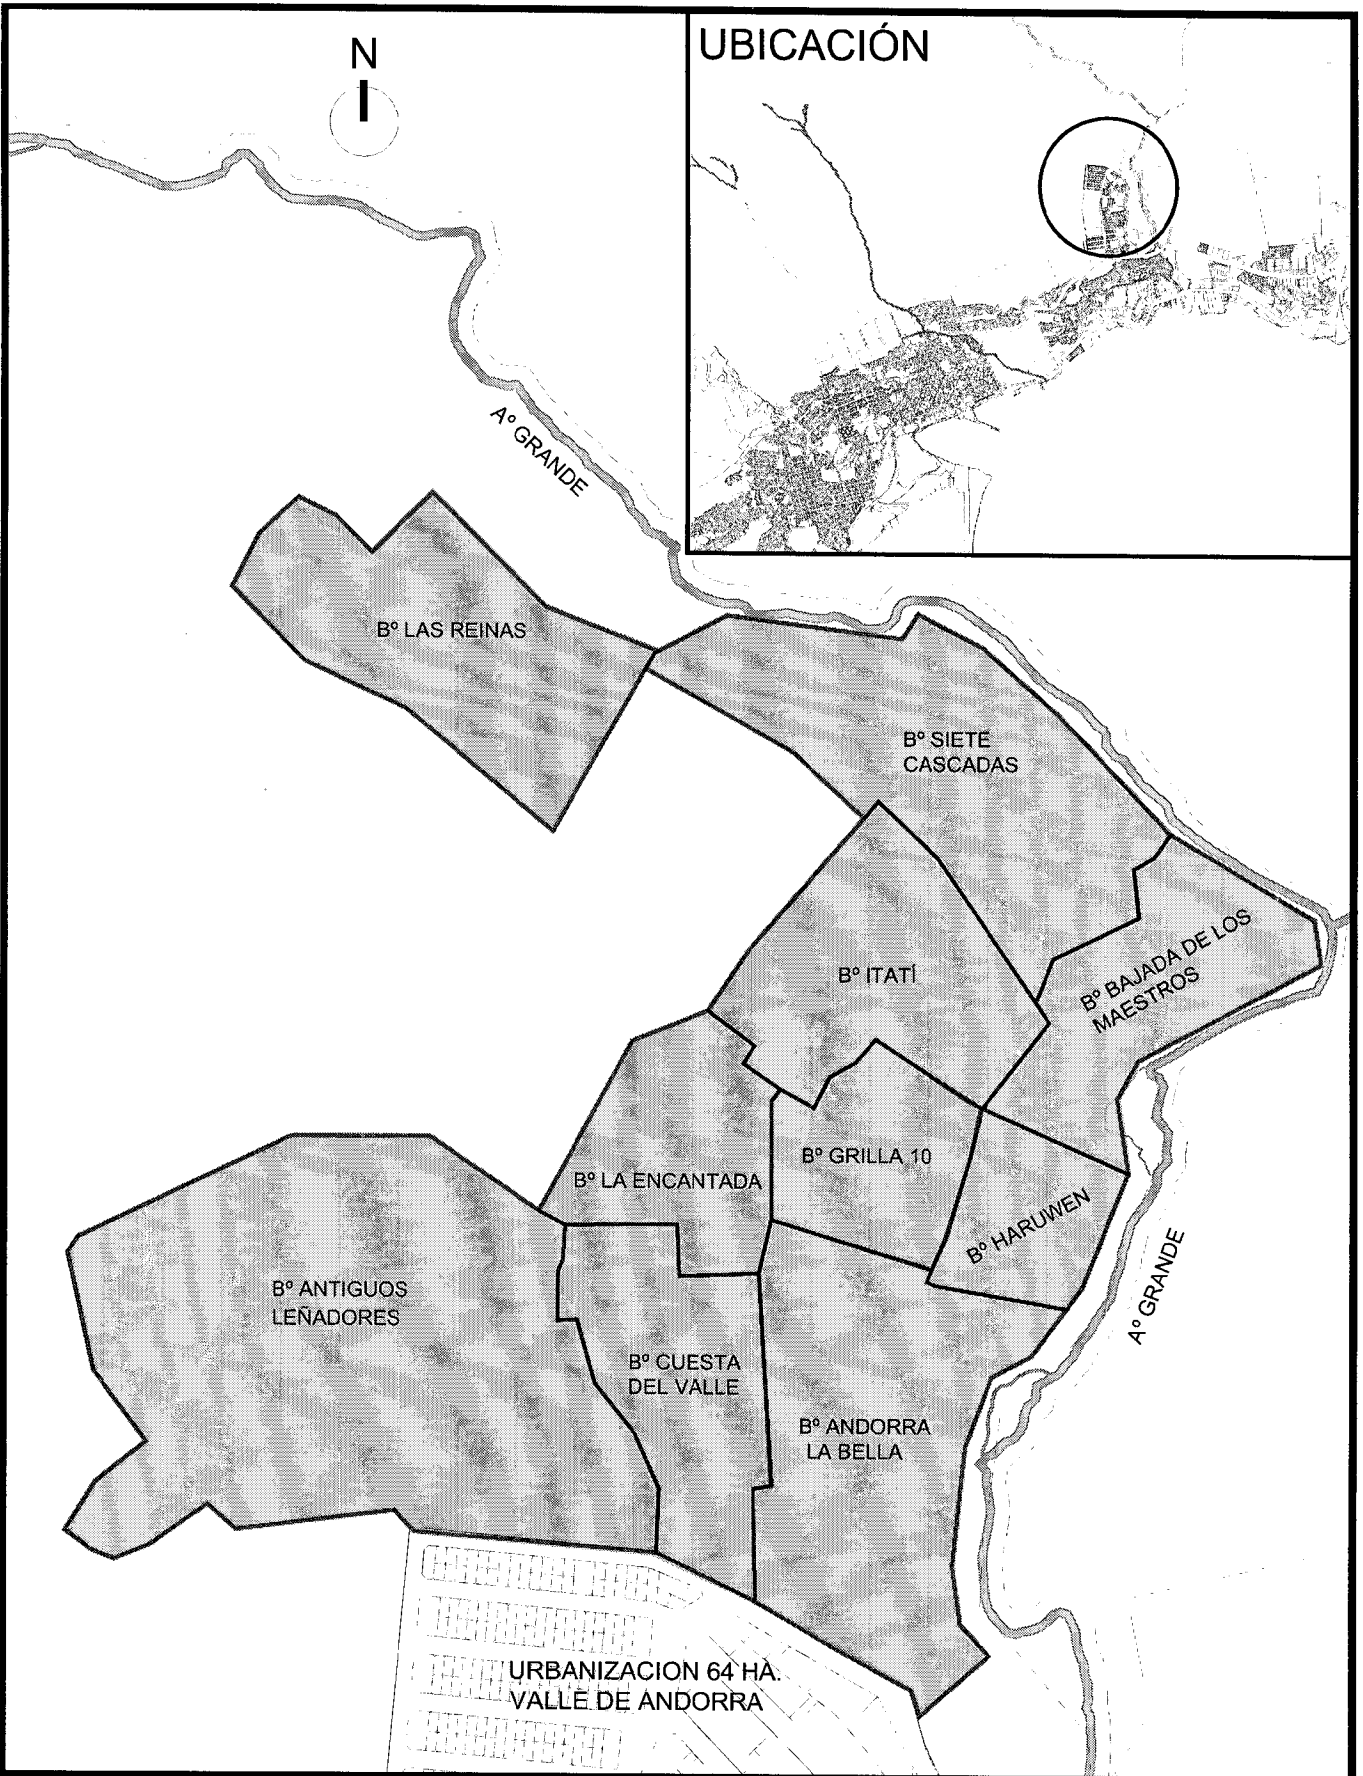 N
UBICACIÓN
Aº GRANDE
Bº LAS REINAS
Bº SIETE
CASCADAS
Bº ITATÍ
Bº BAJADA DE LOS
MAESTROS
Bº GRILLA 10
Bº LA ENCANTADA
Bº HARUWEN
Aº GRANDE
Bº ANTIGUOS
LEÑADORES
Bº CUESTA
DEL VALLE
Bº ANDORRA
LA BELLA
URBANIZACION 64 HA.
VALLE DE ANDORRA